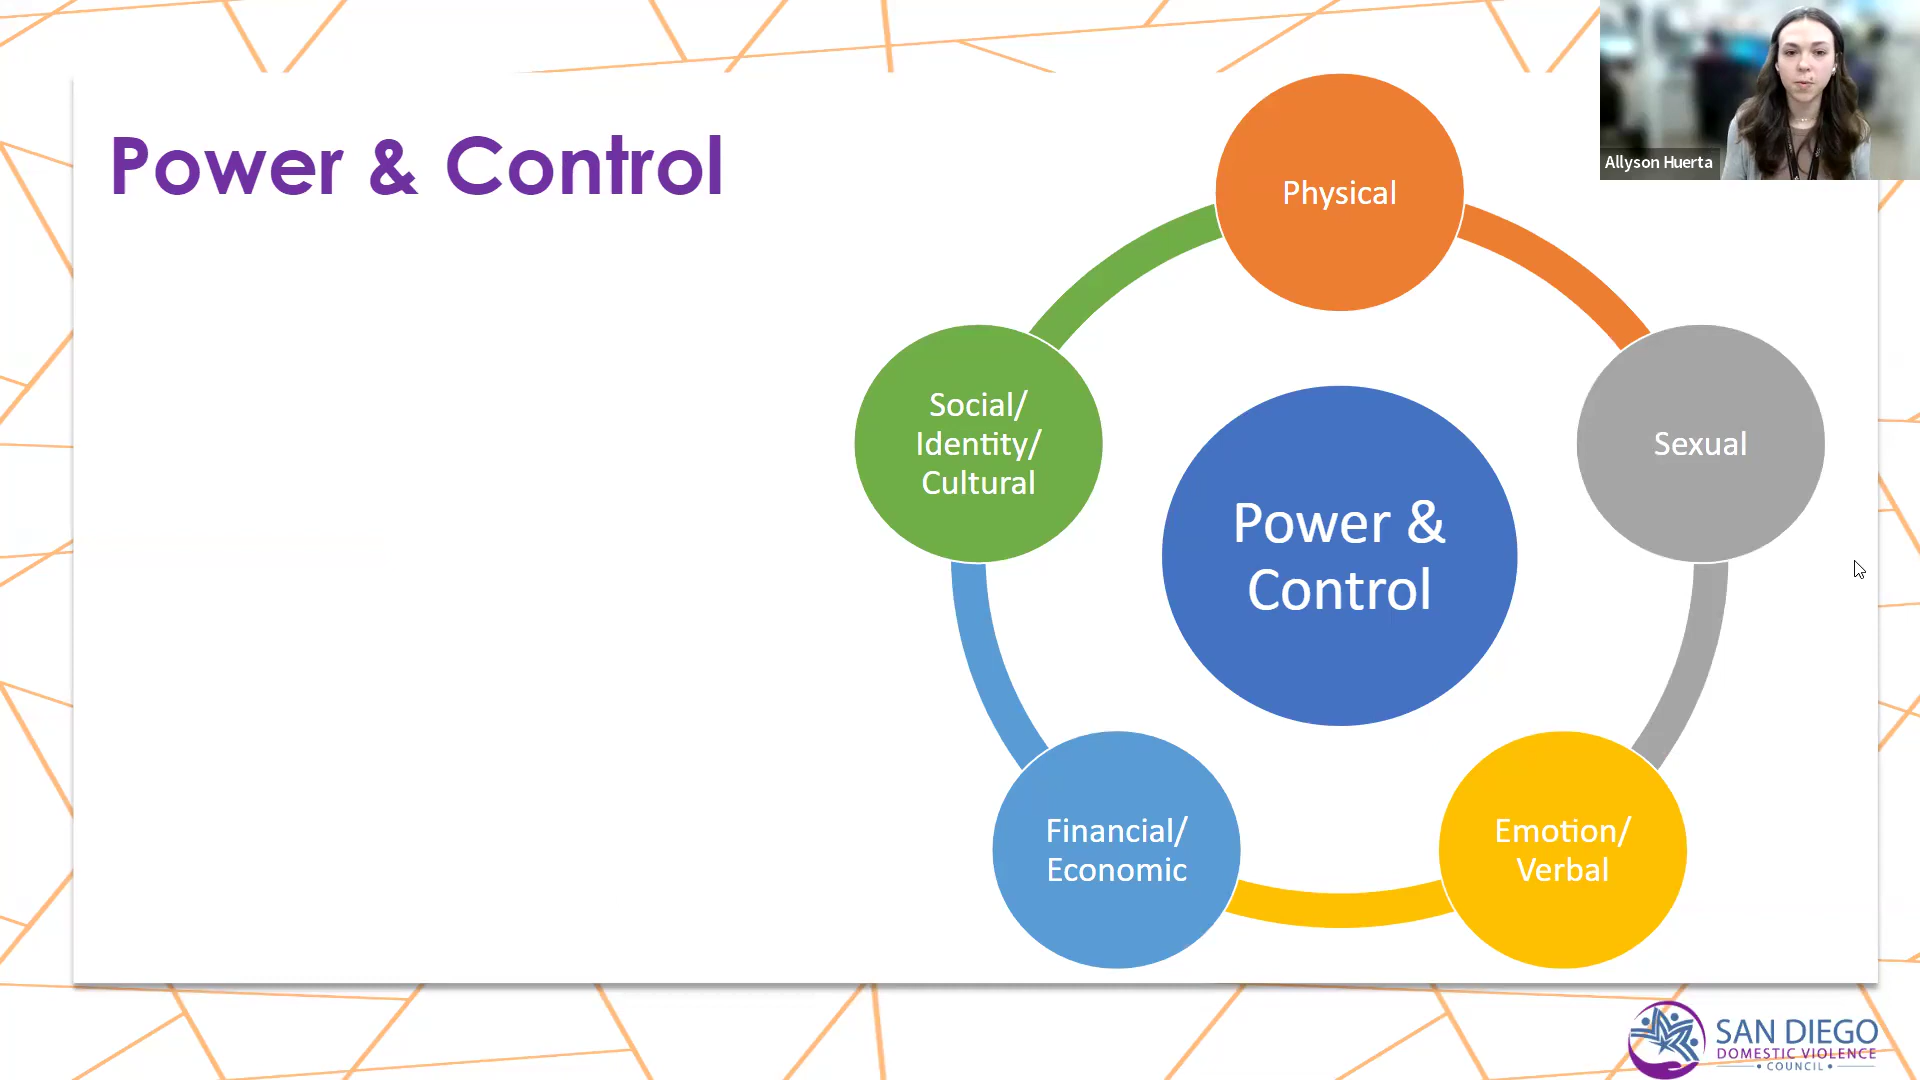 Power & Control
Physical
Allyson Huerta
Social/
Identity/
Cultural
Sexual
Power &
Control
Financial/
Economic
Emotion/
Verbal
SAN DIEGO
DOMESTIC VIOLENCE
• COUNCIL •